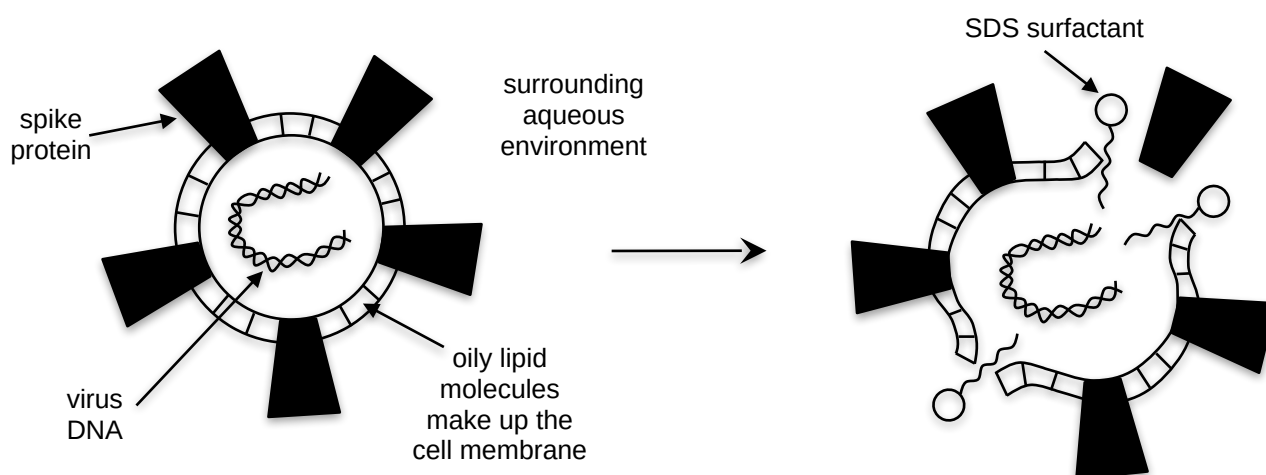 SDS surfactant
surrounding
aqueous
environment
spike
protein
virus
DNA
oily lipid
molecules
make up the
cell membrane